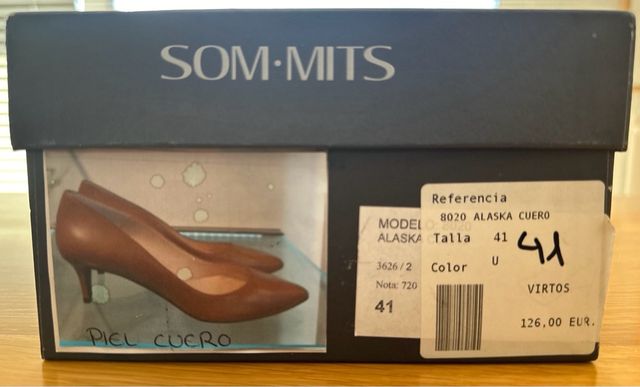 SOM·MITS
PIEL CUERO
MODELO 8020
ALASKA C
3626 / 2
Nota: 720
41
Referencia
8020 ALASKA CUERO
Talla 41
41
Color U
VIRTOS
126,00 EUR.